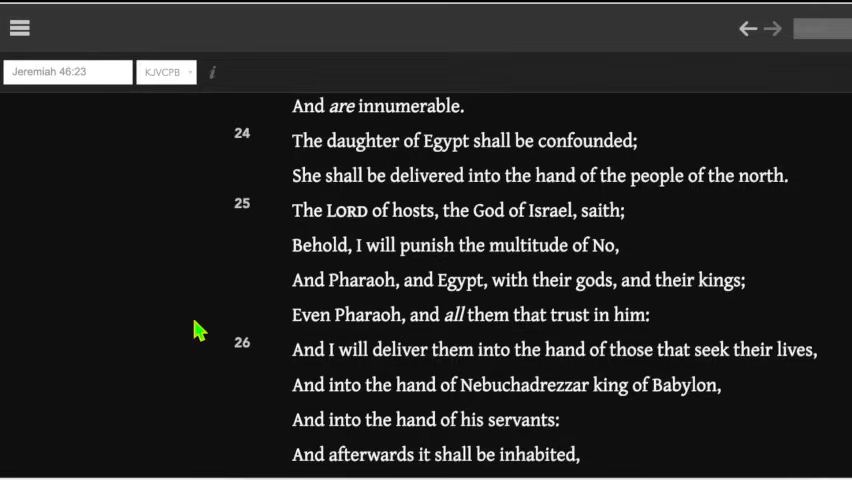 Jeremiah 46:23
KJVCPB
i
And are innumerable.
24 The daughter of Egypt shall be confounded;
She shall be delivered into the hand of the people of the north.
25 The LORD of hosts, the God of Israel, saith;
Behold, I will punish the multitude of No,
And Pharaoh, and Egypt, with their gods, and their kings;
Even Pharaoh, and all them that trust in him:
26 And I will deliver them into the hand of those that seek their lives,
And into the hand of Nebuchadrezzar king of Babylon,
And into the hand of his servants:
And afterwards it shall be inhabited,